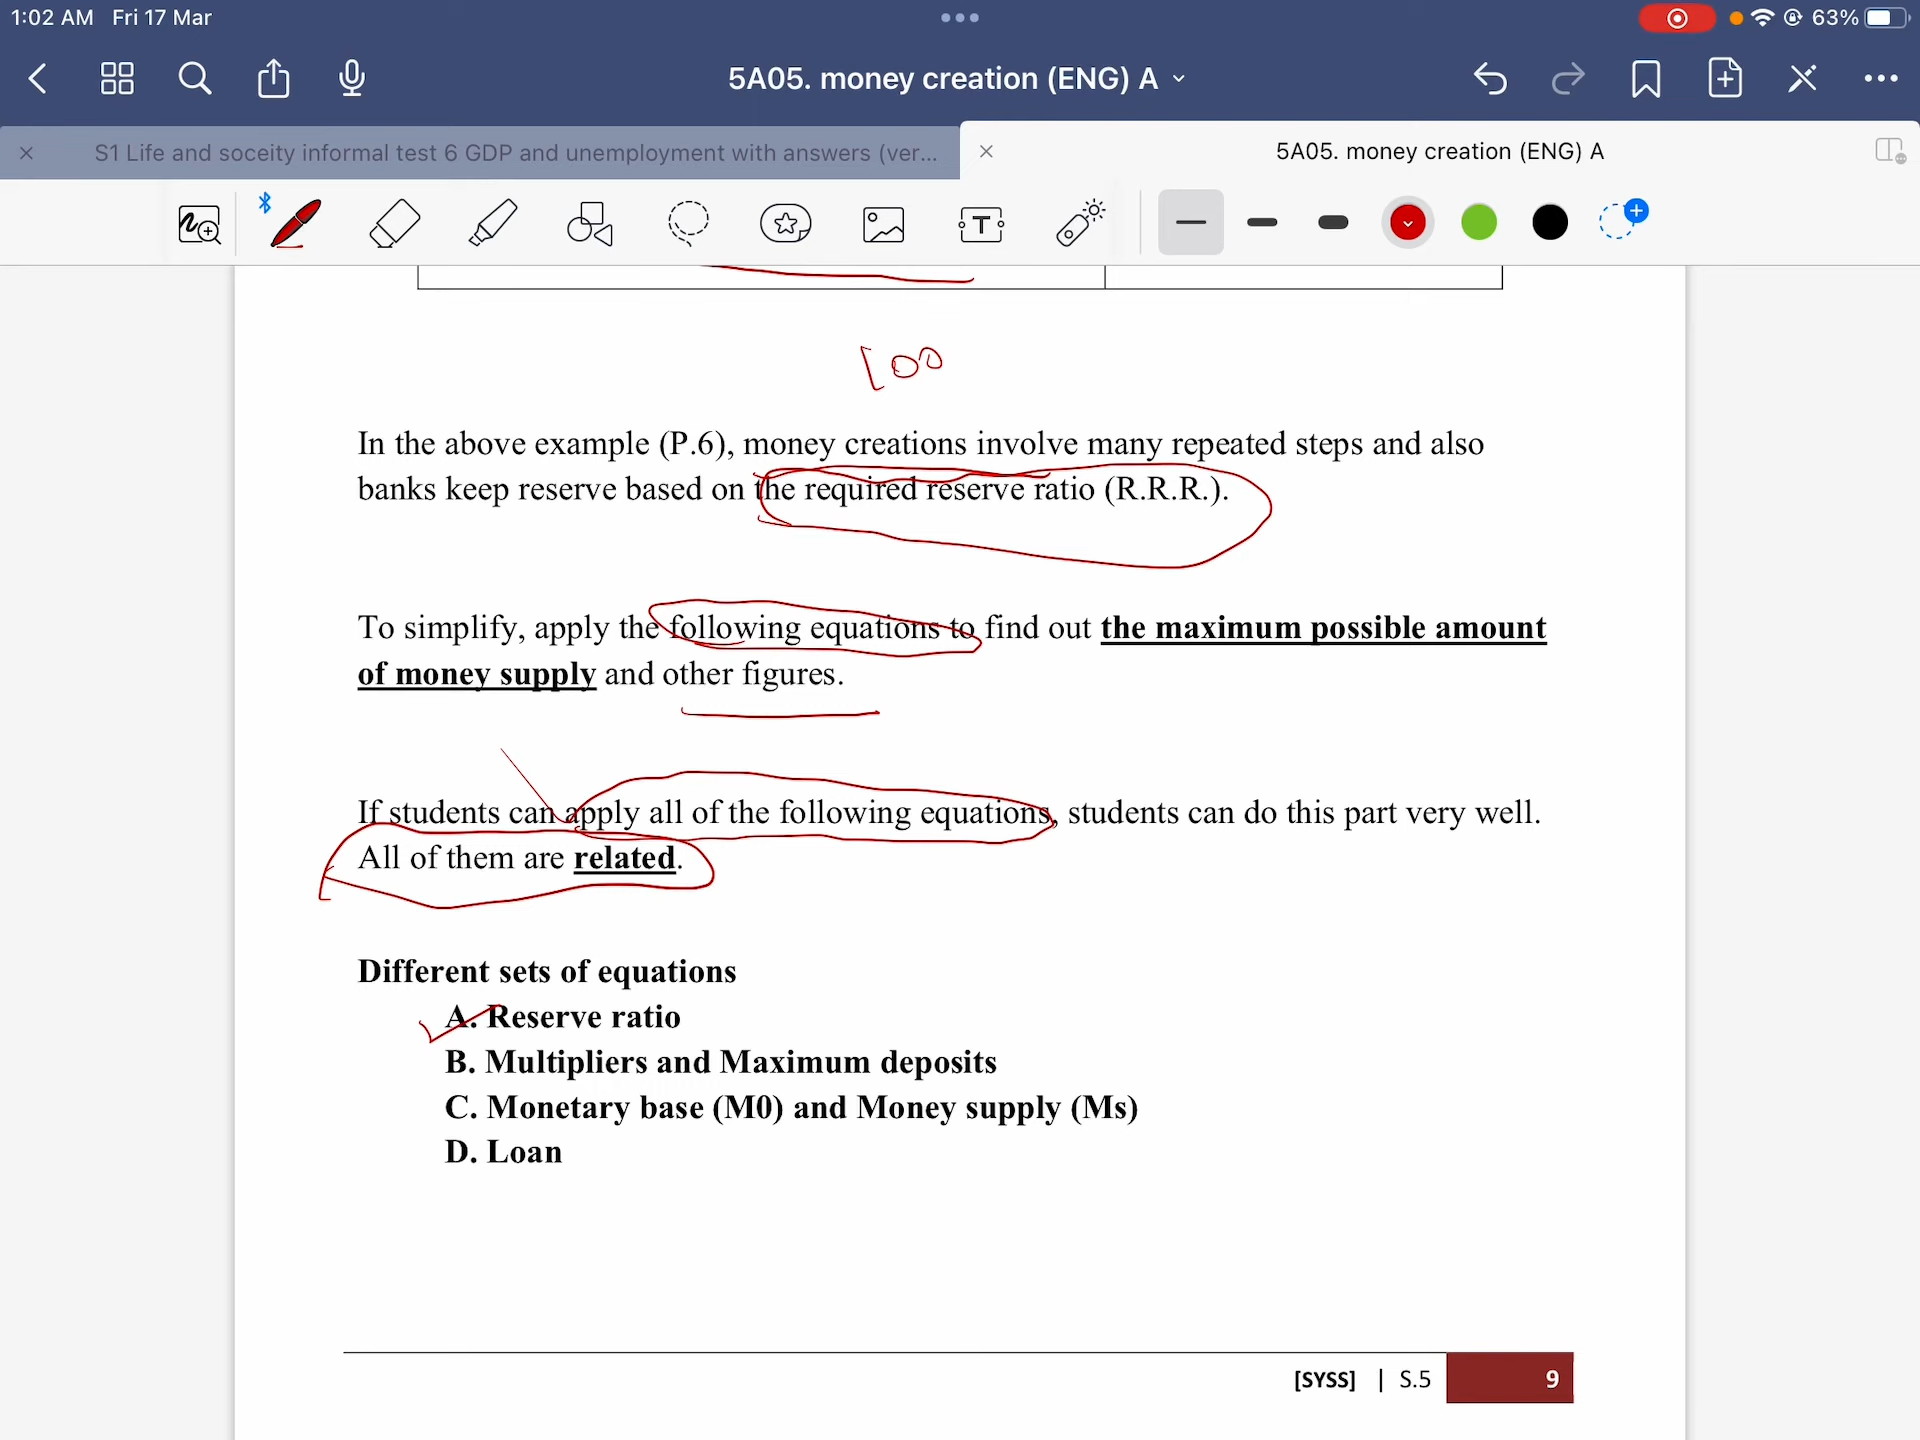 1:02 AM Fri 17 Mar
63%
5A05. money creation (ENG) A
S1 Life and soceity informal test 6 GDP and unemployment with answers (ver...
5A05. money creation (ENG) A
T
100
In the above example (P.6), money creations involve many repeated steps and also
banks keep reserve based on the required reserve ratio (R.R.R.).
To simplify, apply the following equations to find out the maximum possible amount
of money supply and other figures.
If students can apply all of the following equations, students can do this part very well.
All of them are related.
Different sets of equations
A. Reserve ratio
B. Multipliers and Maximum deposits
C. Monetary base (M0) and Money supply (Ms)
D. Loan
[SYSS] | S.5 9